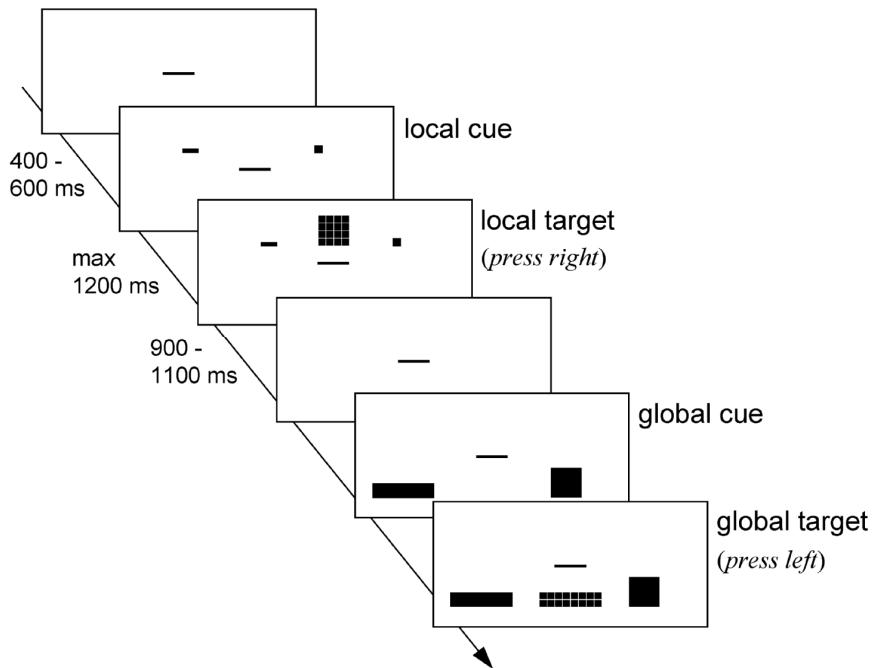 local cue
400 -
600 ms
local target
(press right)
max
1200 ms
900 -
1100 ms
global cue
global target
(press left)